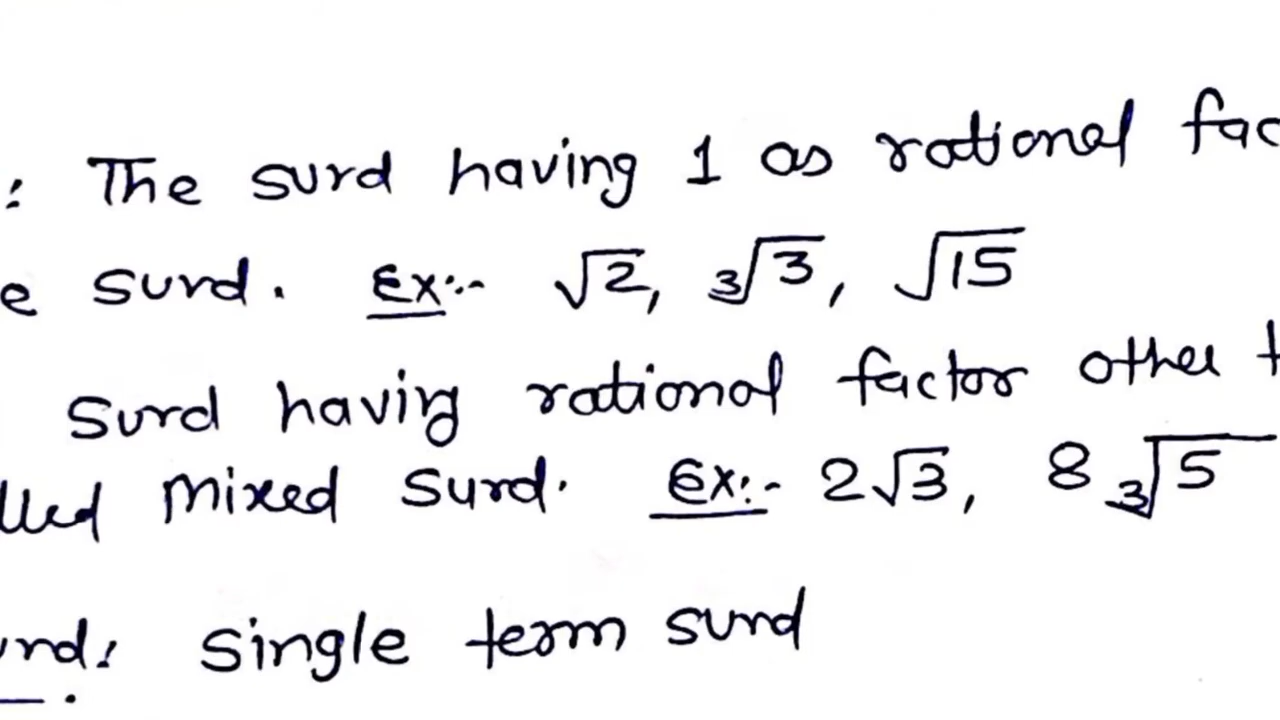 : The surd having 1 as rational fac
e surd. Ex:- √2, ∛3, √15
surd having rational factor other t
lled mixed surd. Ex:- 2√3, 8∛5
urd: single term surd